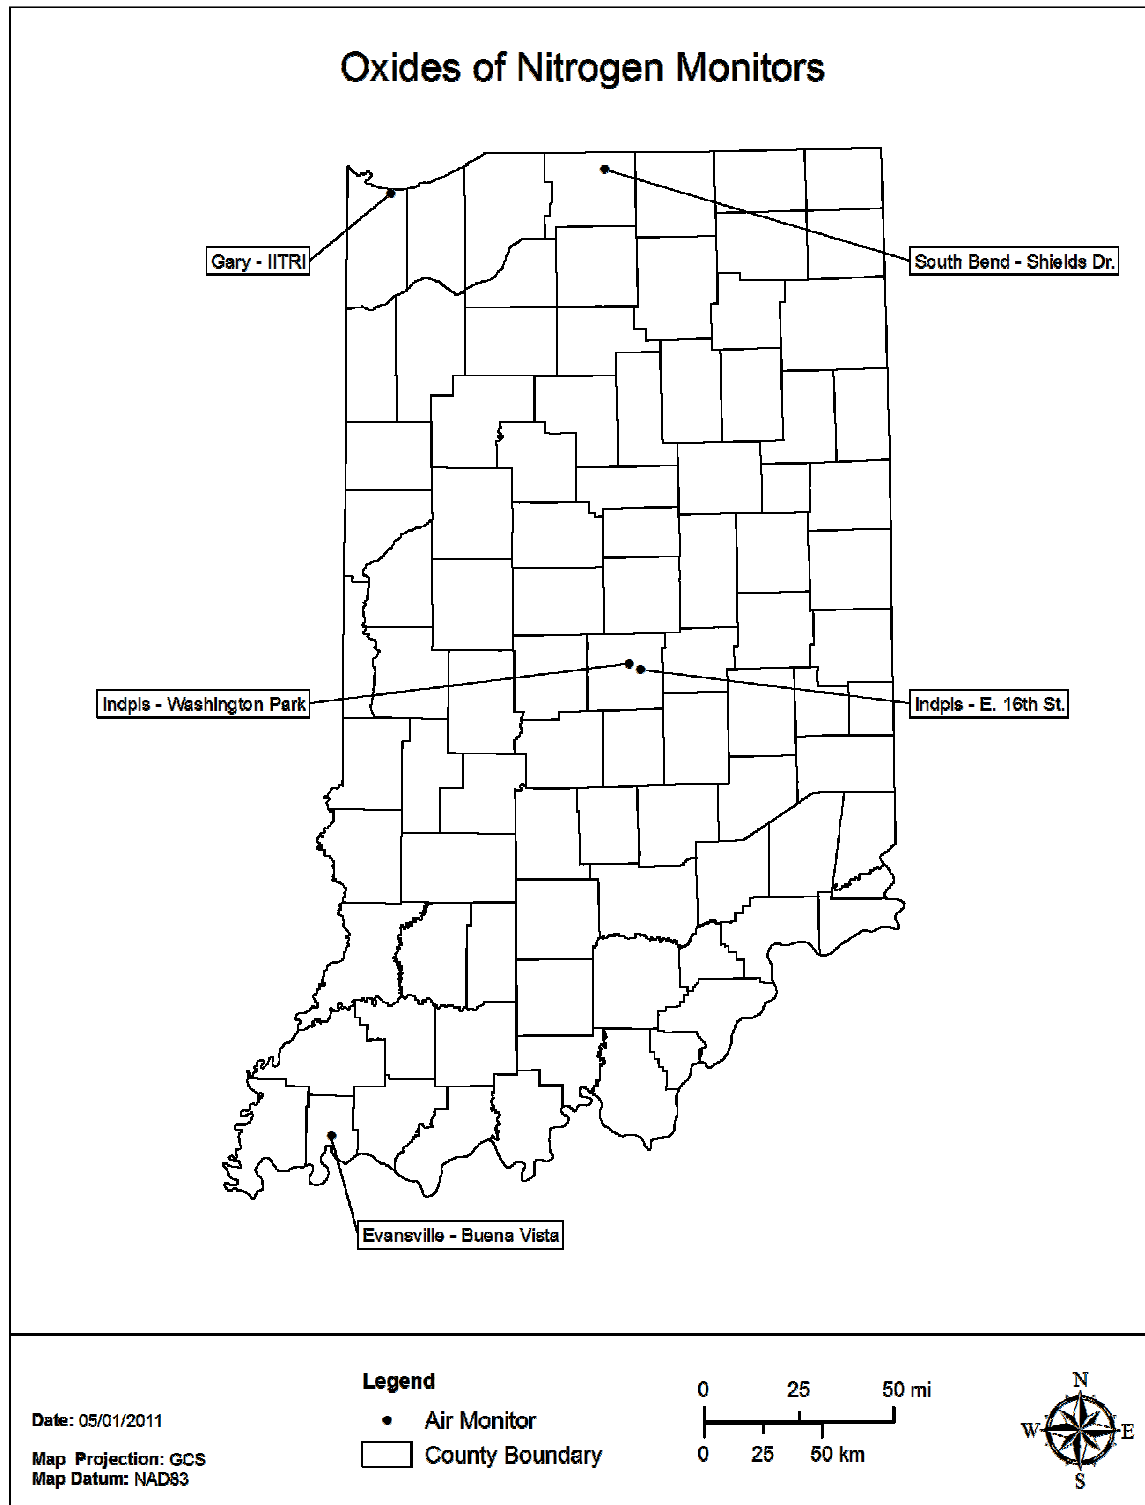 Oxides of Nitrogen Monitors
Gary - IITRI
South Bend - Shields Dr.
Indpls - Washington Park
Indpls - E. 16th St.
Evansville - Buena Vista
Legend
Air Monitor
County Boundary
Date: 05/01/2011
Map Projection: GCS
Map Datum: NAD83
0 25 50 mi
0 25 50 km
N
W E
S